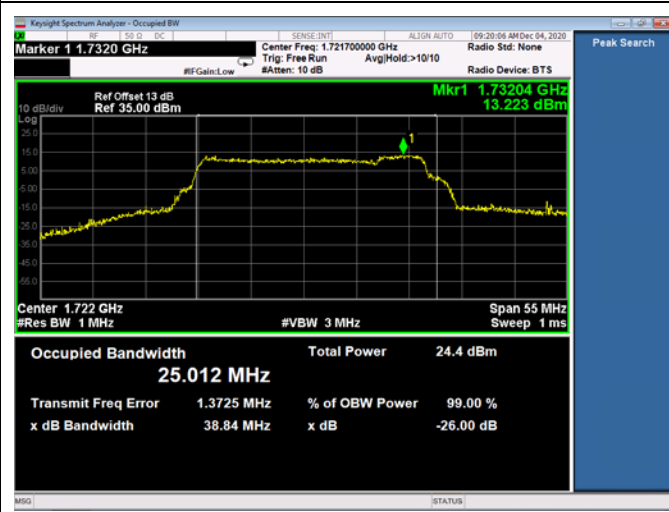 Keysight Spectrum Analyzer - Occupied BW
RF 50 Ω DC SENSE:INT ALIGN AUTO 09:20:06 AM Dec 04, 2020
Marker 1 1.7320 GHz Center Freq: 1.721700000 GHz Radio Std: None Peak Search
Trig: Free Run Avg|Hold:>10/10
#IFGain:Low #Atten: 10 dB Radio Device: BTS
Ref Offset 13 dB Mkr1 1.73204 GHz
10 dB/div Ref 35.00 dBm 13.223 dBm
Log
25.0
1
15.0
5.00
-5.00
-15.0
-25.0
-35.0
-45.0
-55.0
Center 1.722 GHz Span 55 MHz
#Res BW 1 MHz #VBW 3 MHz Sweep 1 ms
Occupied Bandwidth Total Power 24.4 dBm
25.012 MHz
Transmit Freq Error 1.3725 MHz % of OBW Power 99.00 %
x dB Bandwidth 38.84 MHz x dB -26.00 dB
MSG STATUS